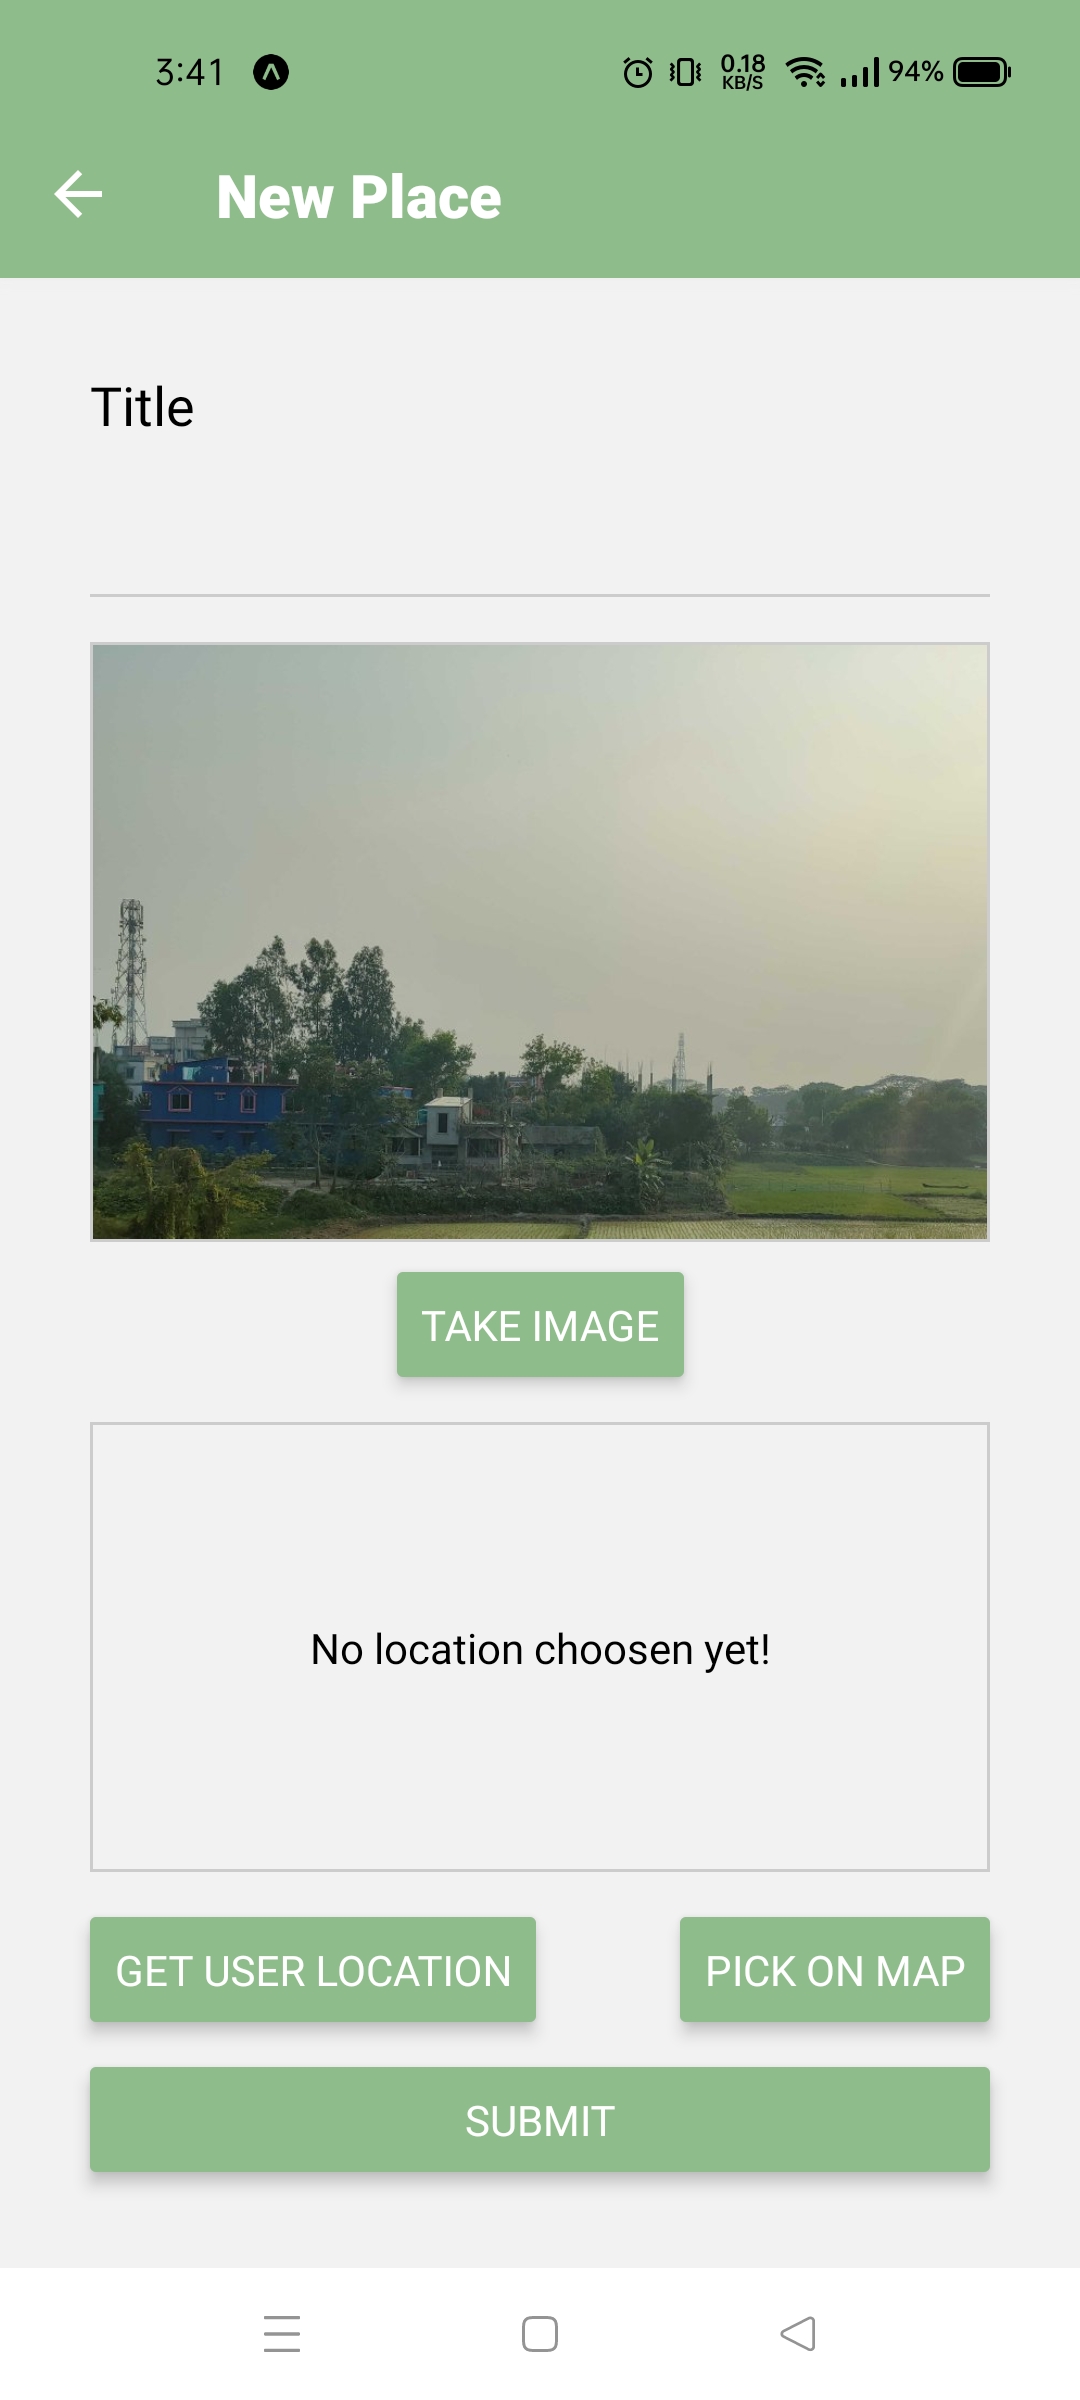 3:41
0.18
KB/S
94%
New Place
Title
TAKE IMAGE
No location choosen yet!
GET USER LOCATION
PICK ON MAP
SUBMIT